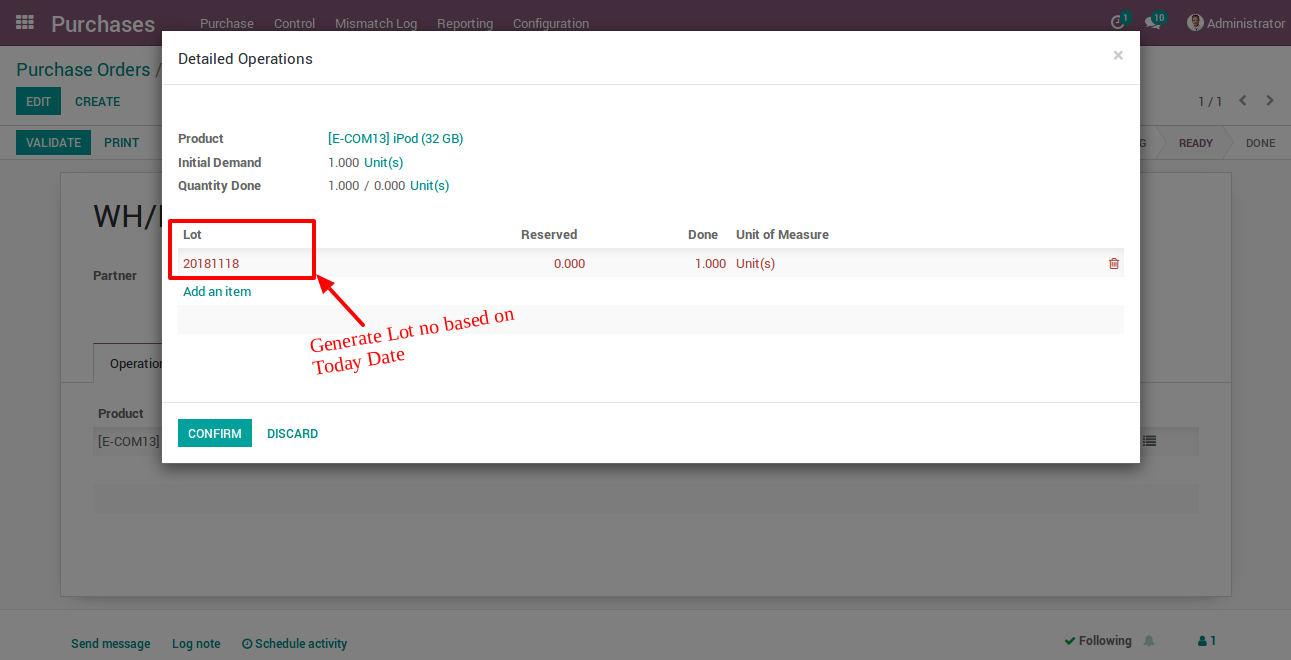 Purchases Purchase Control Mismatch Log Reporting Configuration 1 10 Administrator
Detailed Operations ×
Purchase Orders /
EDIT CREATE 1 / 1
Product [E-COM13] iPod (32 GB)
VALIDATE PRINT READY DONE
Initial Demand 1.000 Unit(s)
Quantity Done 1.000 / 0.000 Unit(s)
WH/
Lot Reserved Done Unit of Measure
20181118 0.000 1.000 Unit(s)
Partner
Add an item
Generate Lot no based on
Today Date
Operation
Product
[E-COM13]
CONFIRM DISCARD
Send message Log note Schedule activity Following 1